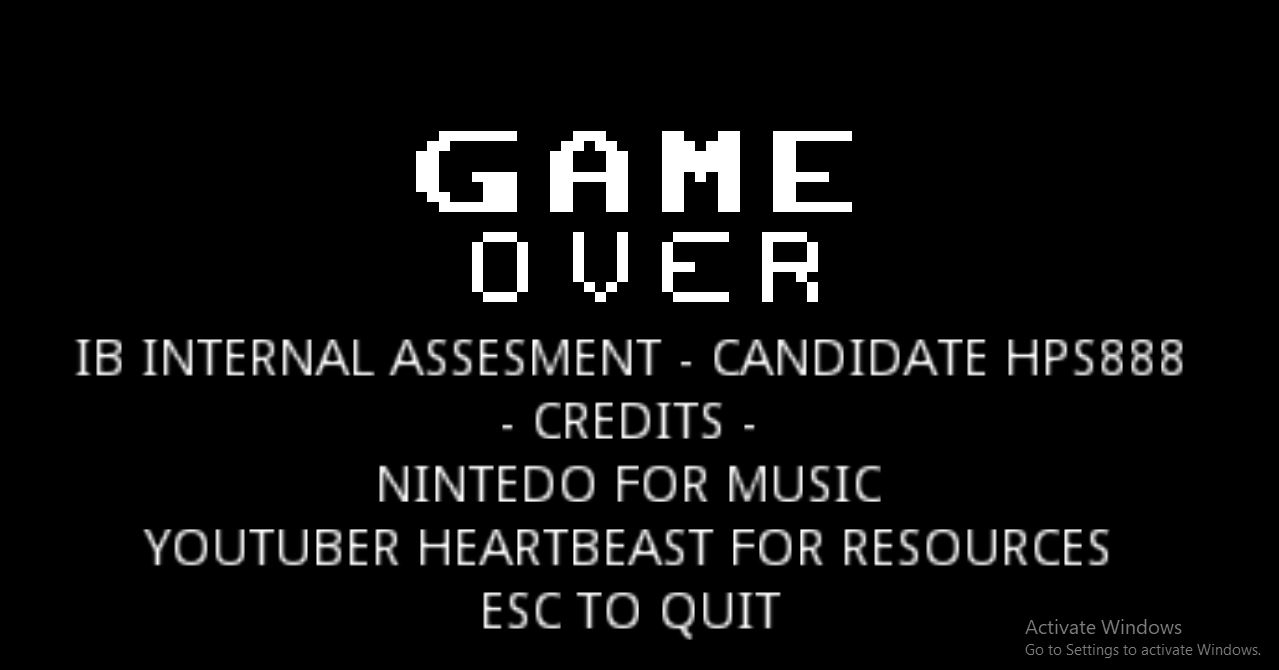 GAME
OVER
IB INTERNAL ASSESMENT - CANDIDATE HPS888
- CREDITS -
NINTEDO FOR MUSIC
YOUTUBER HEARTBEAST FOR RESOURCES
ESC TO QUIT
Activate Windows
Go to Settings to activate Windows.